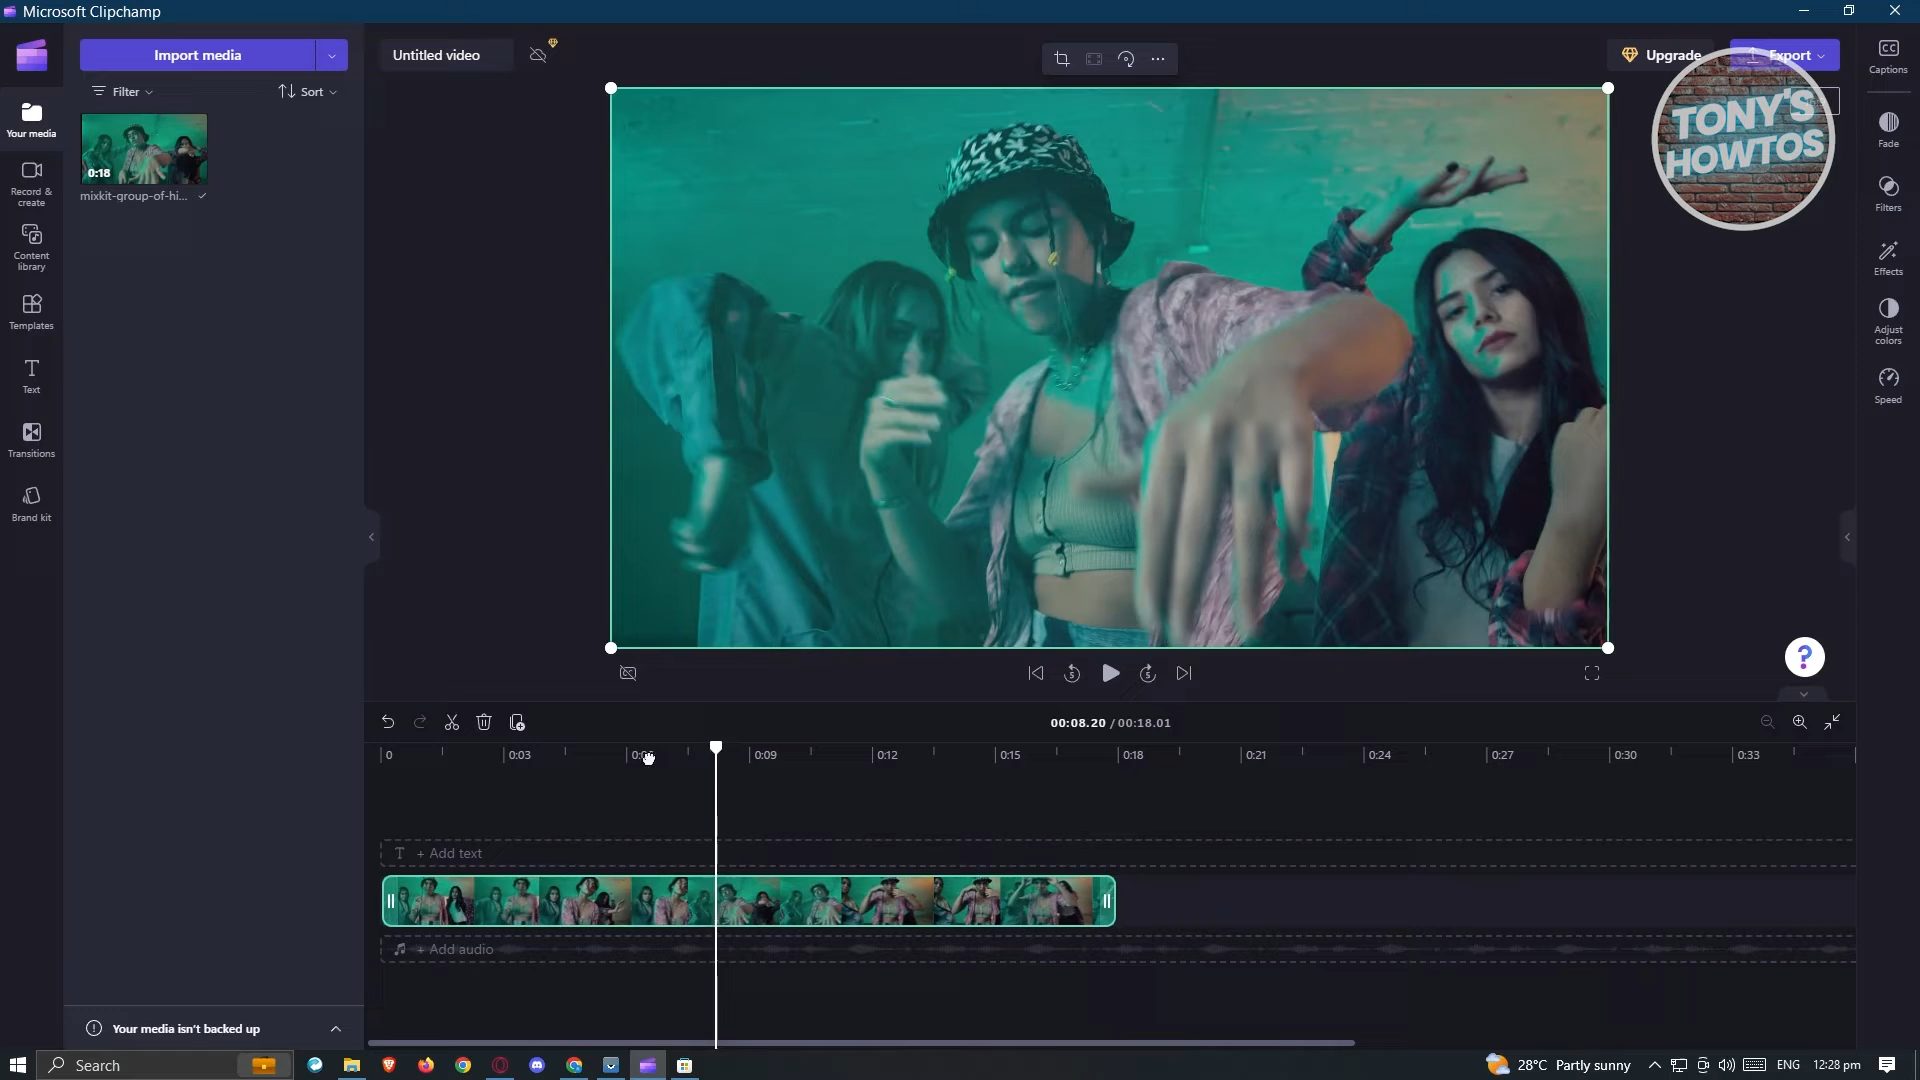 Microsoft Clipchamp
Import media
Untitled video
Upgrade
Export
Captions
Filter
Sort
TONY'S
HOWTOS
Your media
0:18
mixkit-group-of-hi...
Fade
Record &
create
Filters
Content
library
Effects
Templates
Adjust
colors
Text
Speed
Transitions
Brand kit
?
00:08.20 / 00:18.01
0
0:03
0:09
0:12
0:15
0:18
0:21
0:24
0:27
0:30
0:33
T + Add text
+ Add audio
Your media isn't backed up
Search
28°C Partly sunny
ENG
12:28 pm